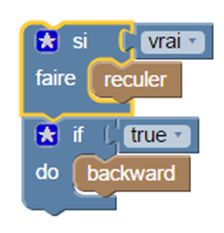 si vrai
faire reculer
if true
do backward